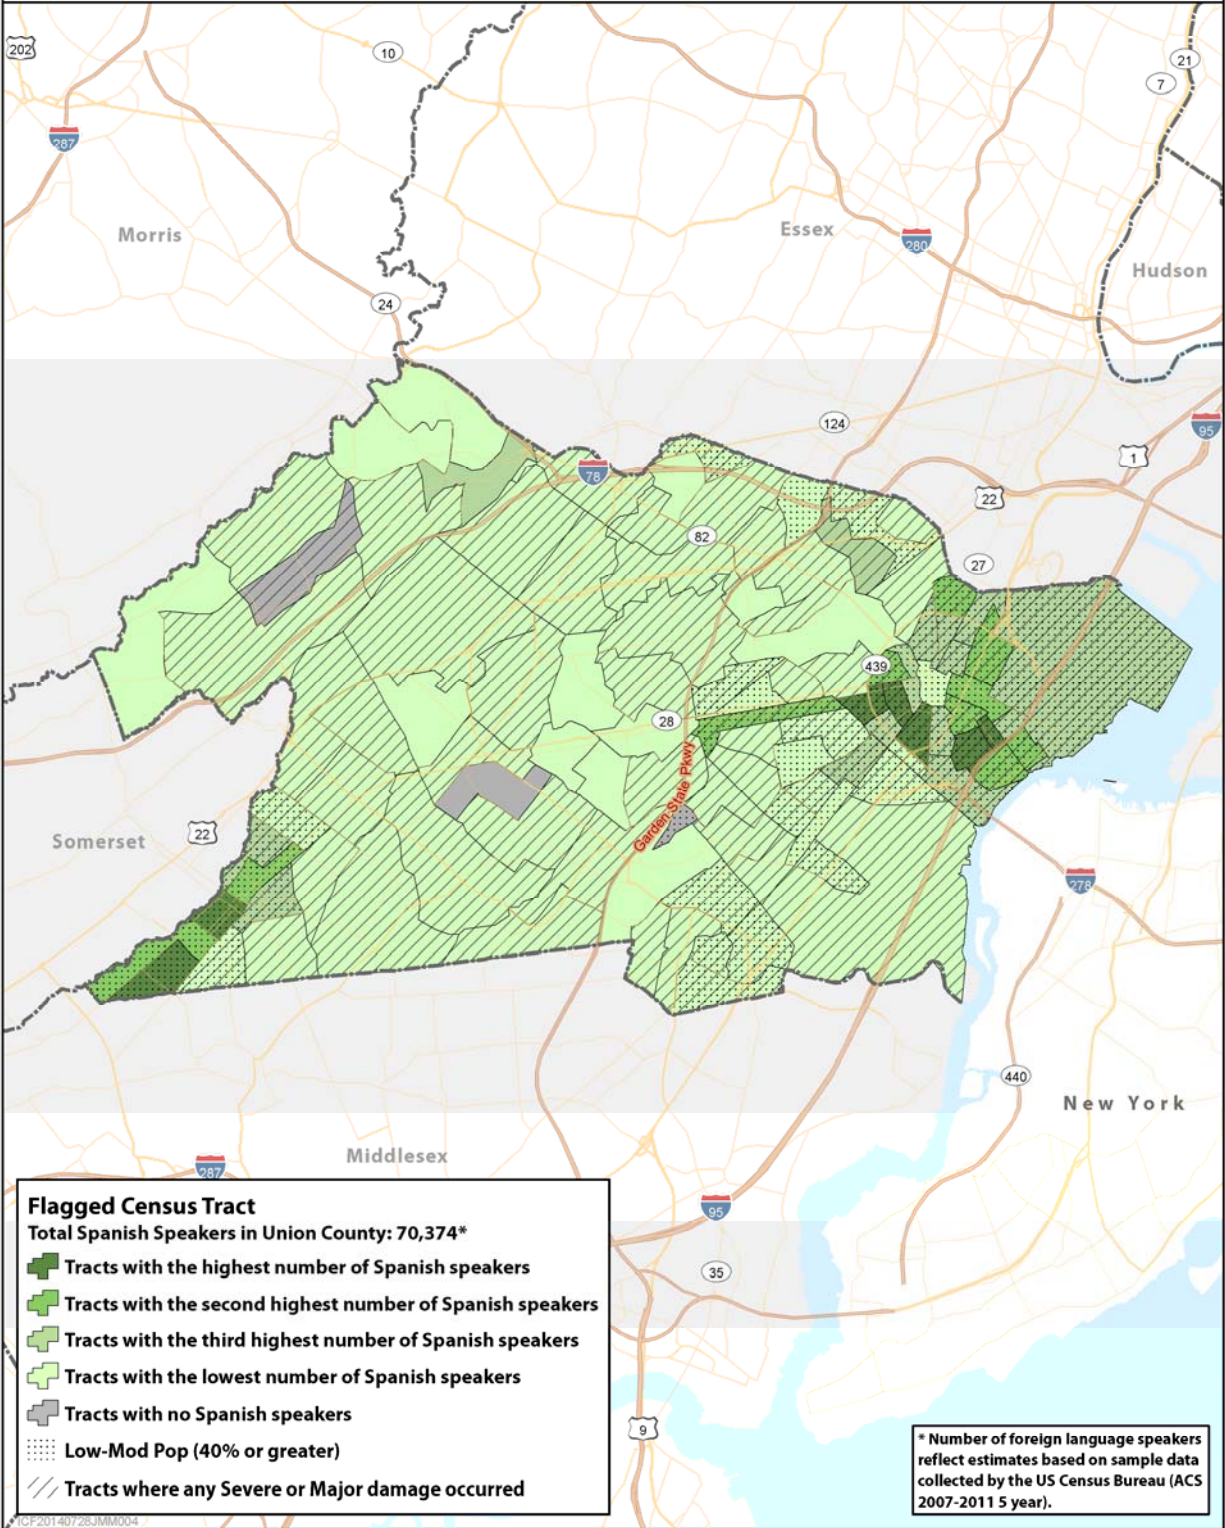 202
10
21
7
287
Morris
Essex
280
Hudson
24
124
95
1
78
22
82
27
439
28
Garden State Pkwy
22
Somerset
278
440
New York
Middlesex
287
95
35
9
Flagged Census Tract
Total Spanish Speakers in Union County: 70,374*
Tracts with the highest number of Spanish speakers
Tracts with the second highest number of Spanish speakers
Tracts with the third highest number of Spanish speakers
Tracts with the lowest number of Spanish speakers
Tracts with no Spanish speakers
Low-Mod Pop (40% or greater)
Tracts where any Severe or Major damage occurred
* Number of foreign language speakers
reflect estimates based on sample data
collected by the US Census Bureau (ACS
2007-2011 5 year).
ICF20140728JMM004